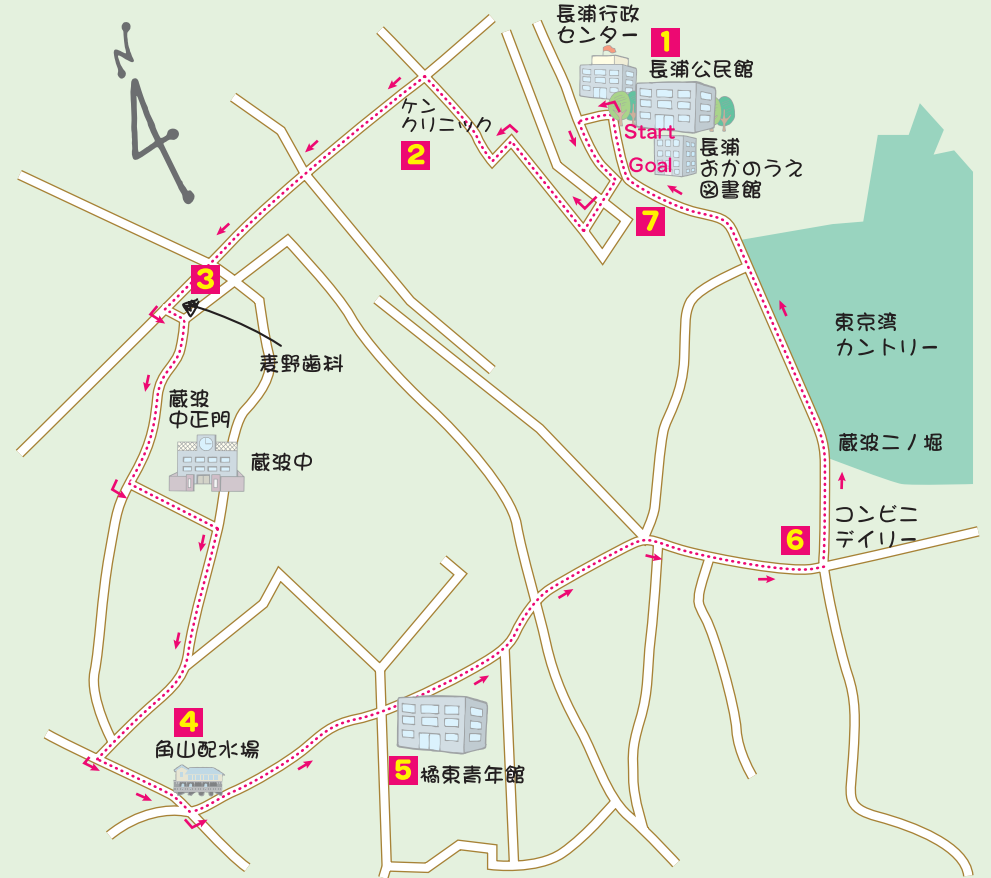 長浦行政
センター
1
長浦公民館
ケン
クリニック
2
Start
Goal
長浦
おかのうえ
図書館
7
3
麦野歯科
東京湾
カントリー
蔵波
中正門
蔵波中
蔵波二ノ堀
コンビニ
デイリー
6
4
角山配水場
5
楊東青年館